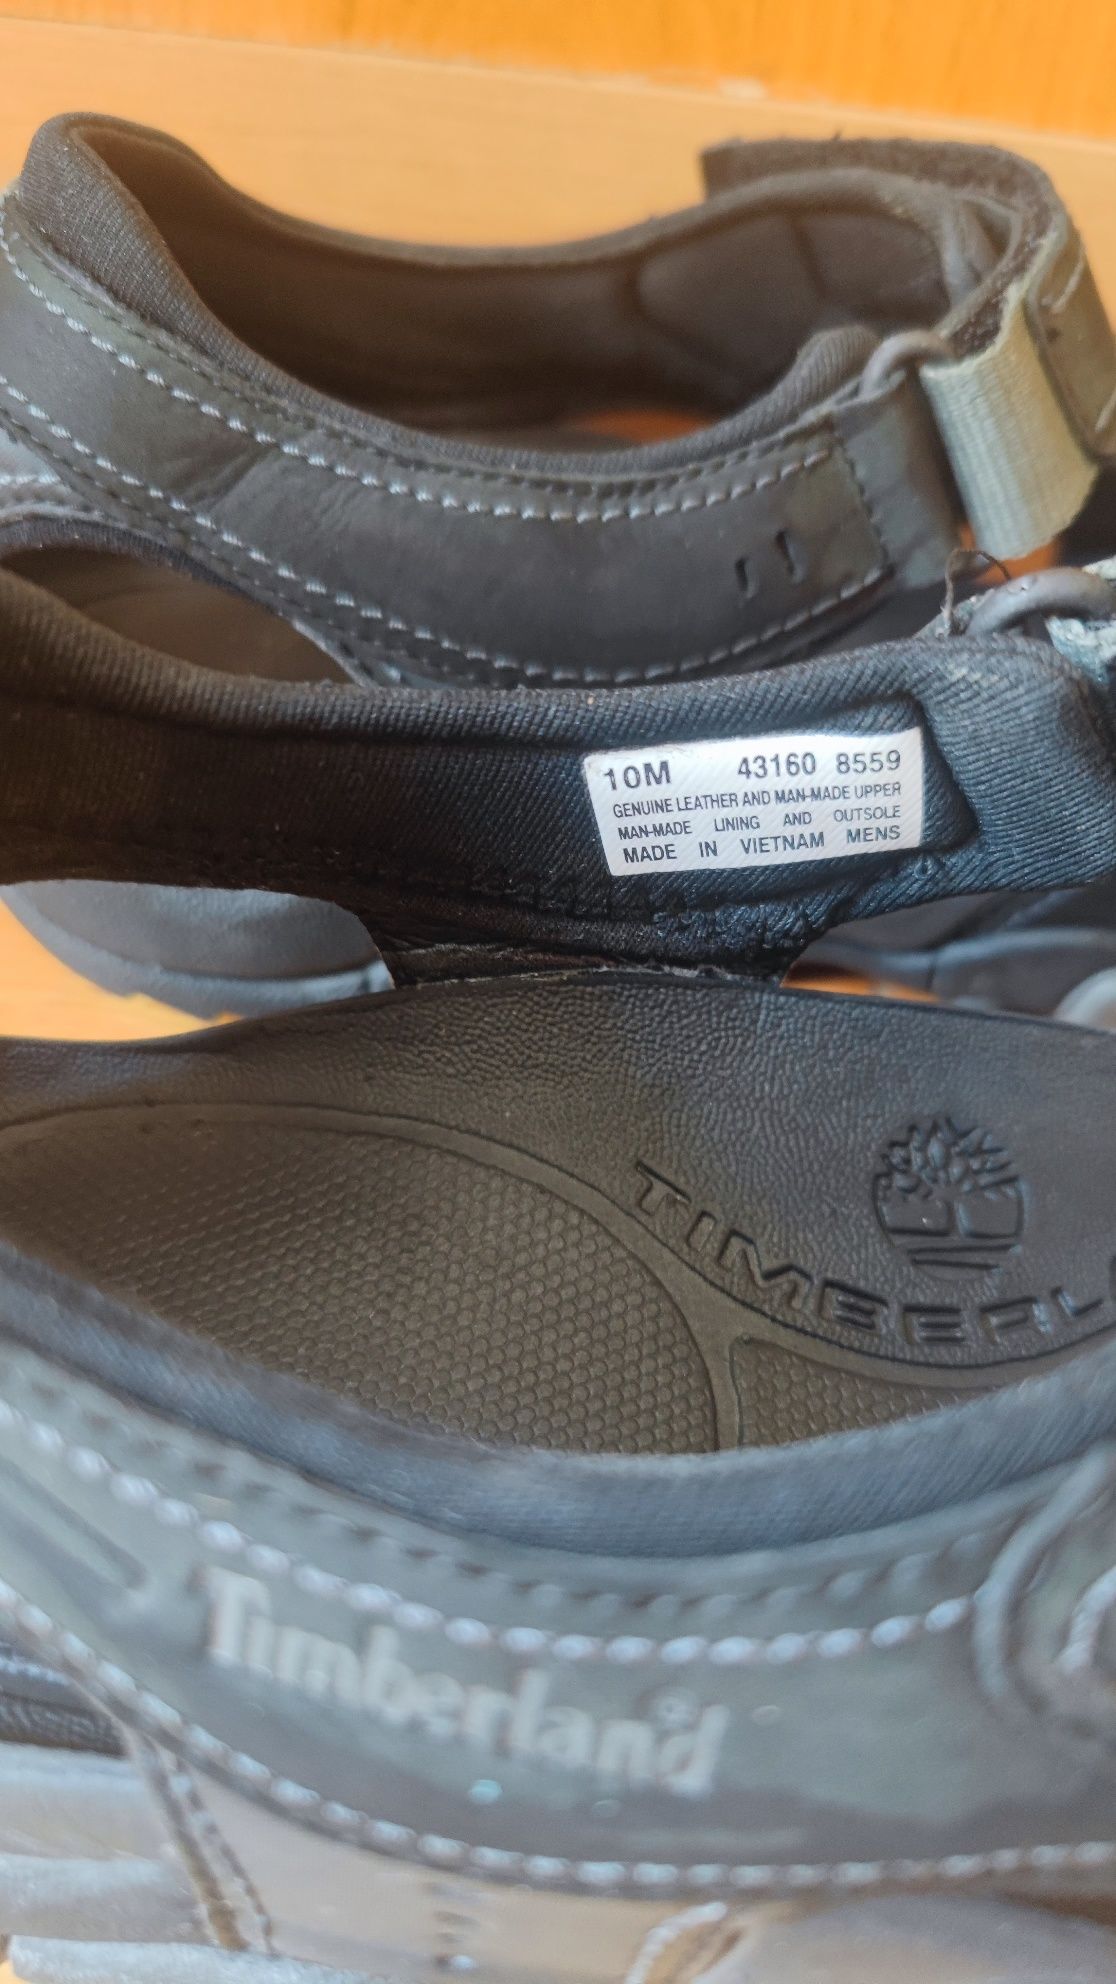 10M 43160 8559
GENUINE LEATHER AND MAN-MADE UPPER
MAN-MADE LINING AND OUTSOLE
MADE IN VIETNAM MENS
TIMBERL
Timberland®